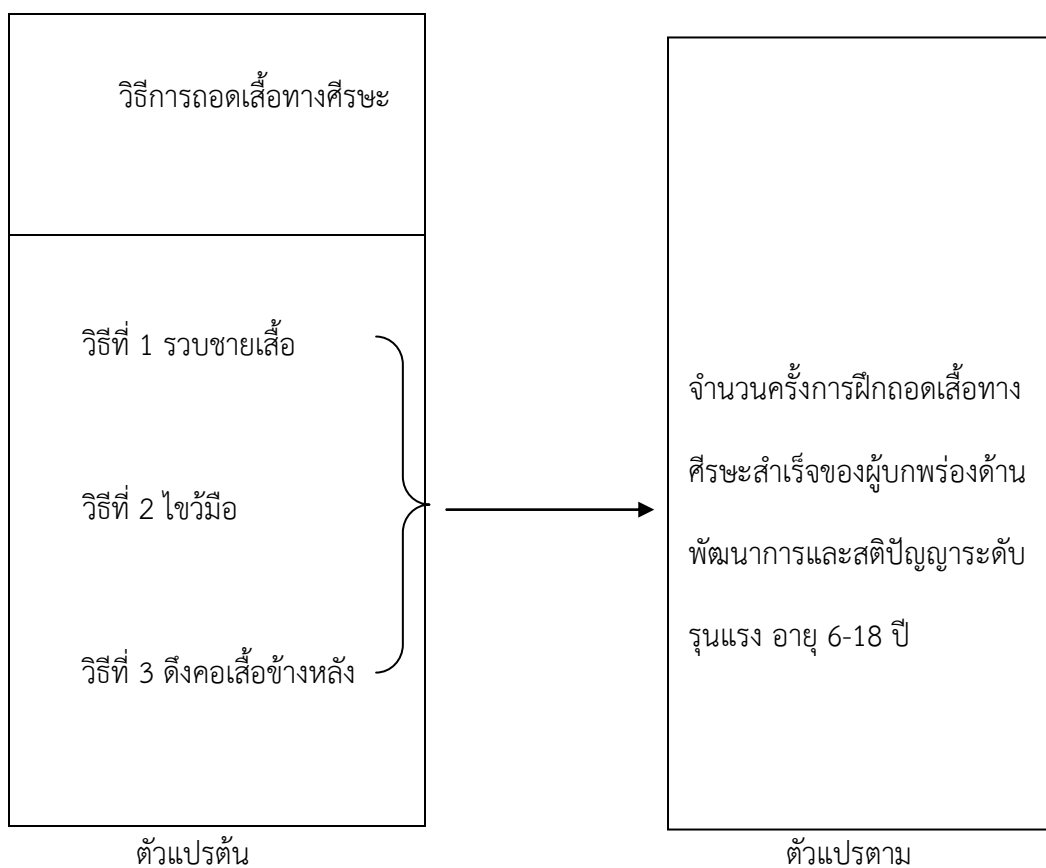 วิธีการถอดเสื้อทางศีรษะ
วิธีที่ 1 รวบชายเสื้อ
วิธีที่ 2 ไขว้มือ
วิธีที่ 3 ดึงคอเสื้อข้างหลัง
ตัวแปรต้น
จำนวนครั้งการฝึกถอดเสื้อทาง
ศีรษะสำเร็จของผู้บกพร่องด้าน
พัฒนาการและสติปัญญาระดับ
รุนแรง อายุ 6-18 ปี
ตัวแปรตาม